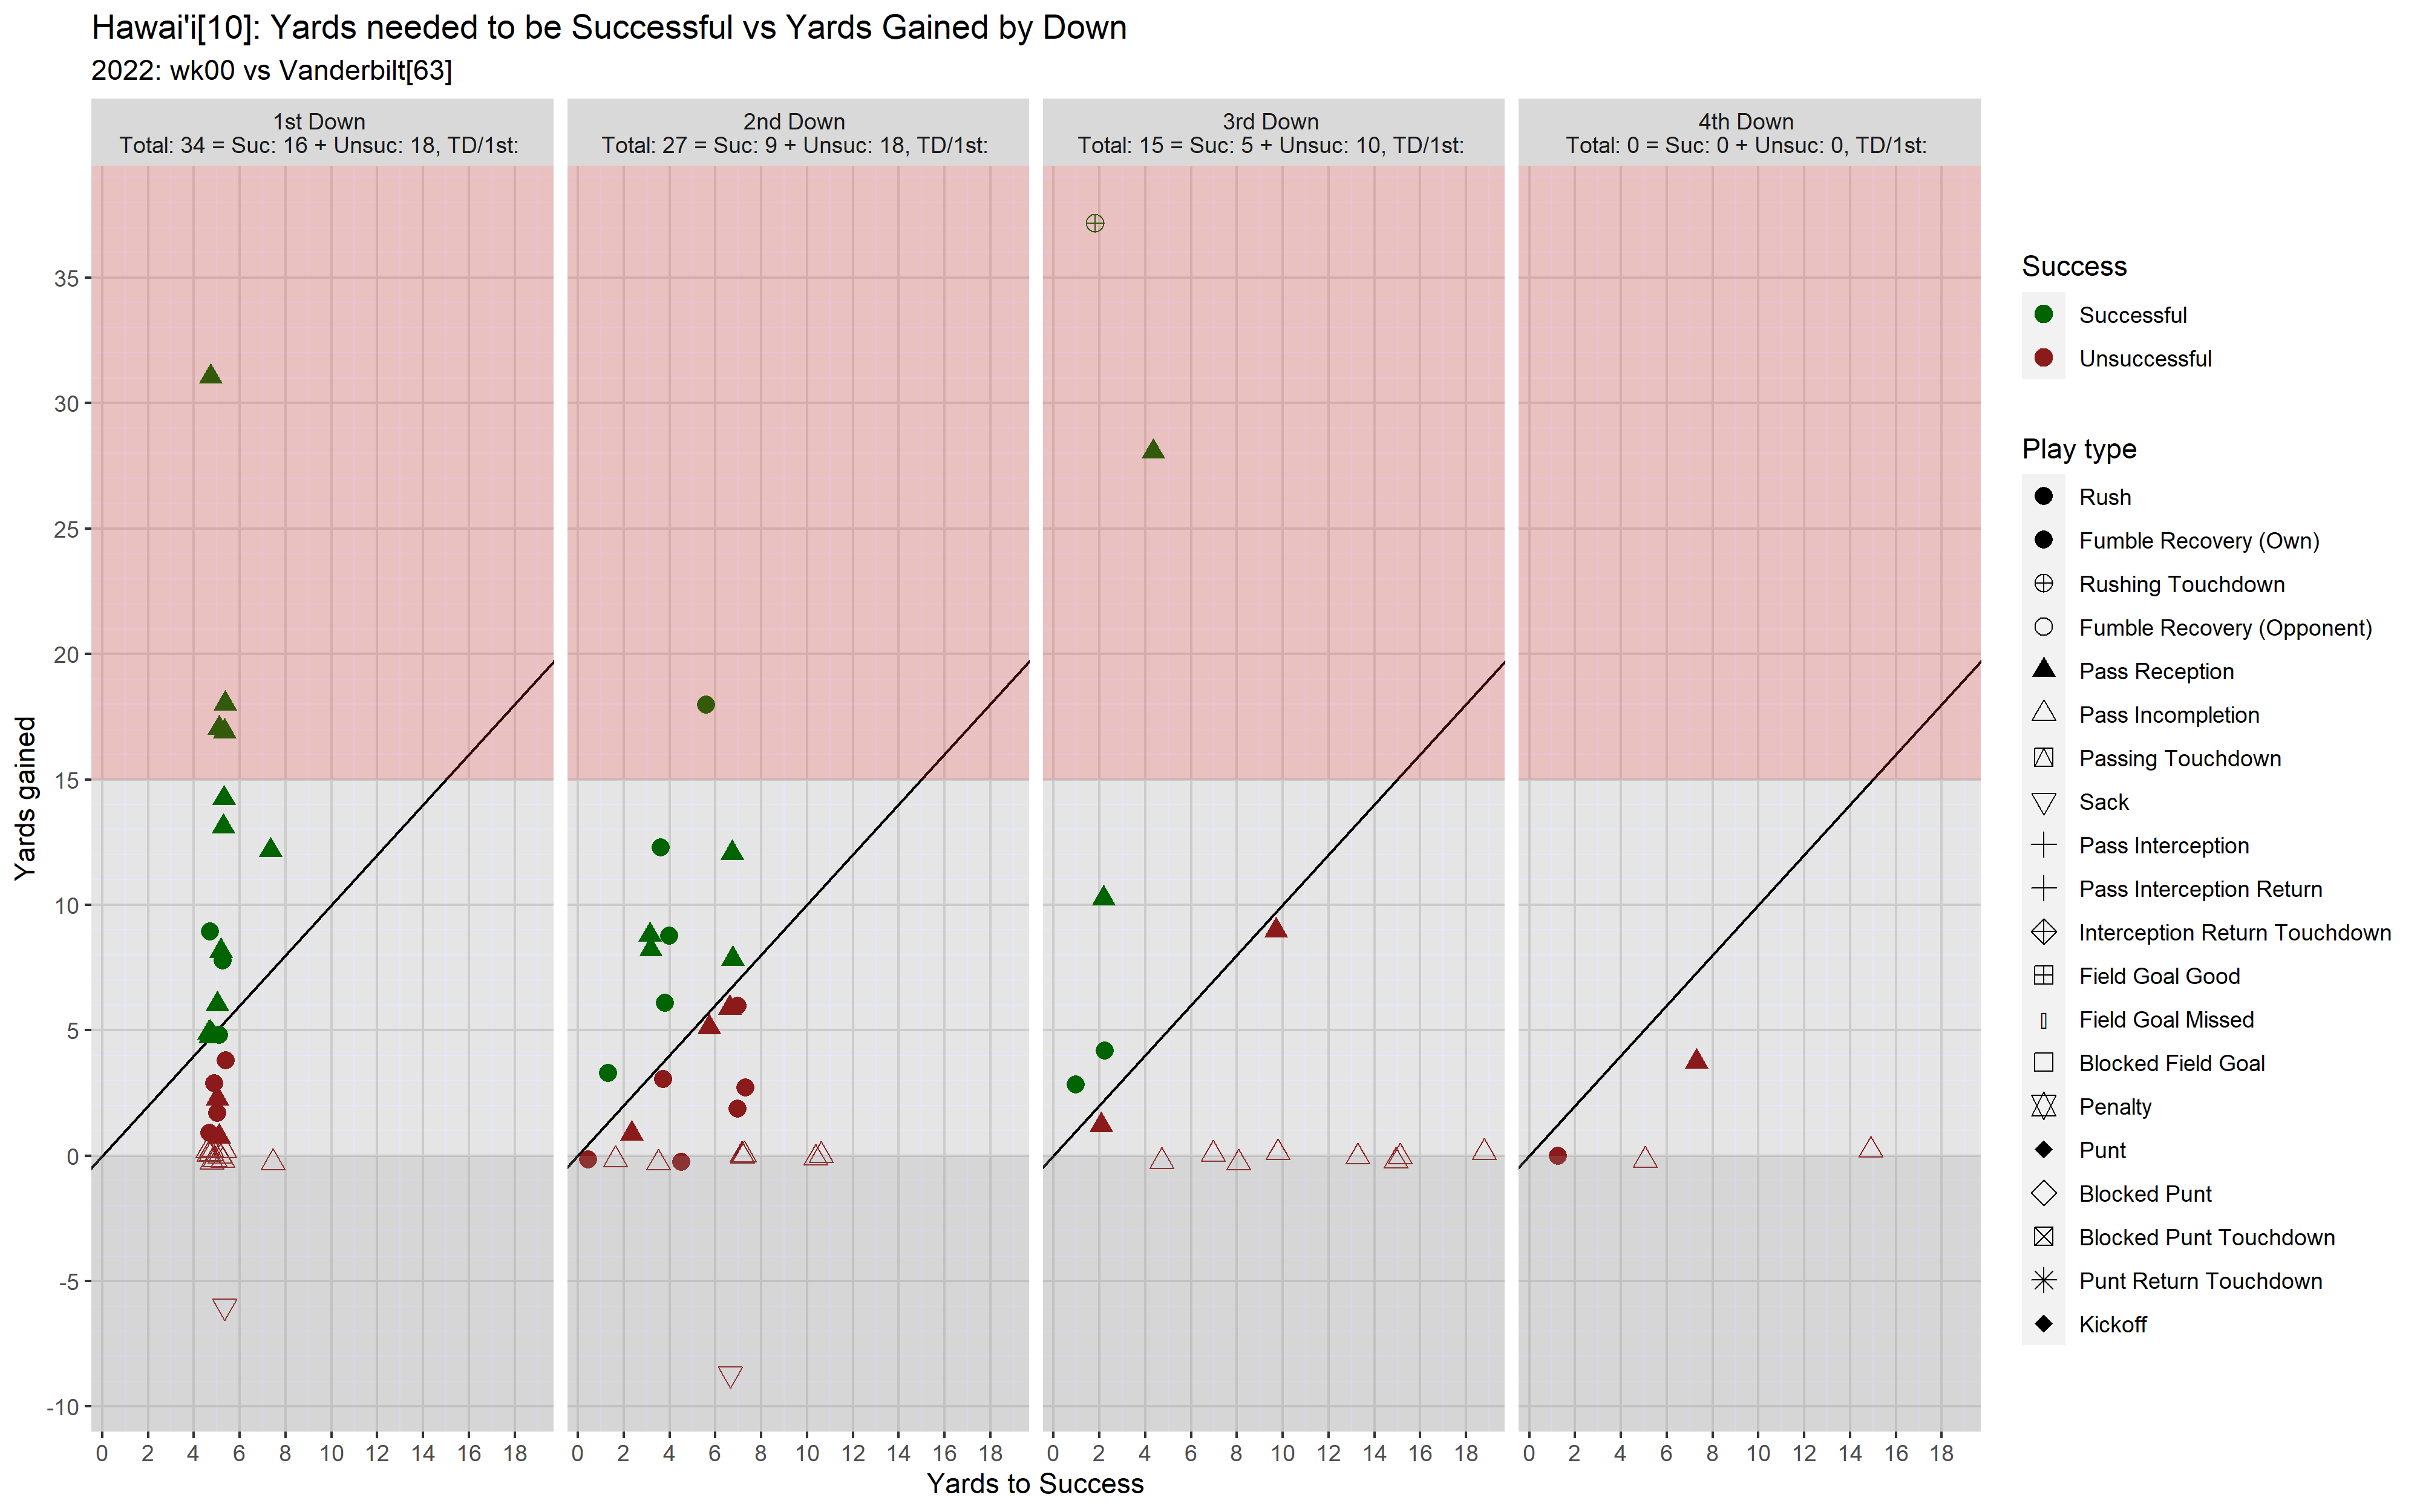 Hawai'i[10]: Yards needed to be Successful vs Yards Gained by Down
2022: wk00 vs Vanderbilt[63]
1st Down
Total: 34 = Suc: 16 + Unsuc: 18, TD/1st:
2nd Down
Total: 27 = Suc: 9 + Unsuc: 18, TD/1st:
3rd Down
Total: 15 = Suc: 5 + Unsuc: 10, TD/1st:
4th Down
Total: 0 = Suc: 0 + Unsuc: 0, TD/1st:
Yards gained
35
30
25
20
15
10
5
0
-5
-10
0 2 4 6 8 10 12 14 16 18
0 2 4 6 8 10 12 14 16 18
0 2 4 6 8 10 12 14 16 18
0 2 4 6 8 10 12 14 16 18
Yards to Success
Success
Successful
Unsuccessful
Play type
Rush
Fumble Recovery (Own)
Rushing Touchdown
Fumble Recovery (Opponent)
Pass Reception
Pass Incompletion
Passing Touchdown
Sack
Pass Interception
Pass Interception Return
Interception Return Touchdown
Field Goal Good
Field Goal Missed
Blocked Field Goal
Penalty
Punt
Blocked Punt
Blocked Punt Touchdown
Punt Return Touchdown
Kickoff